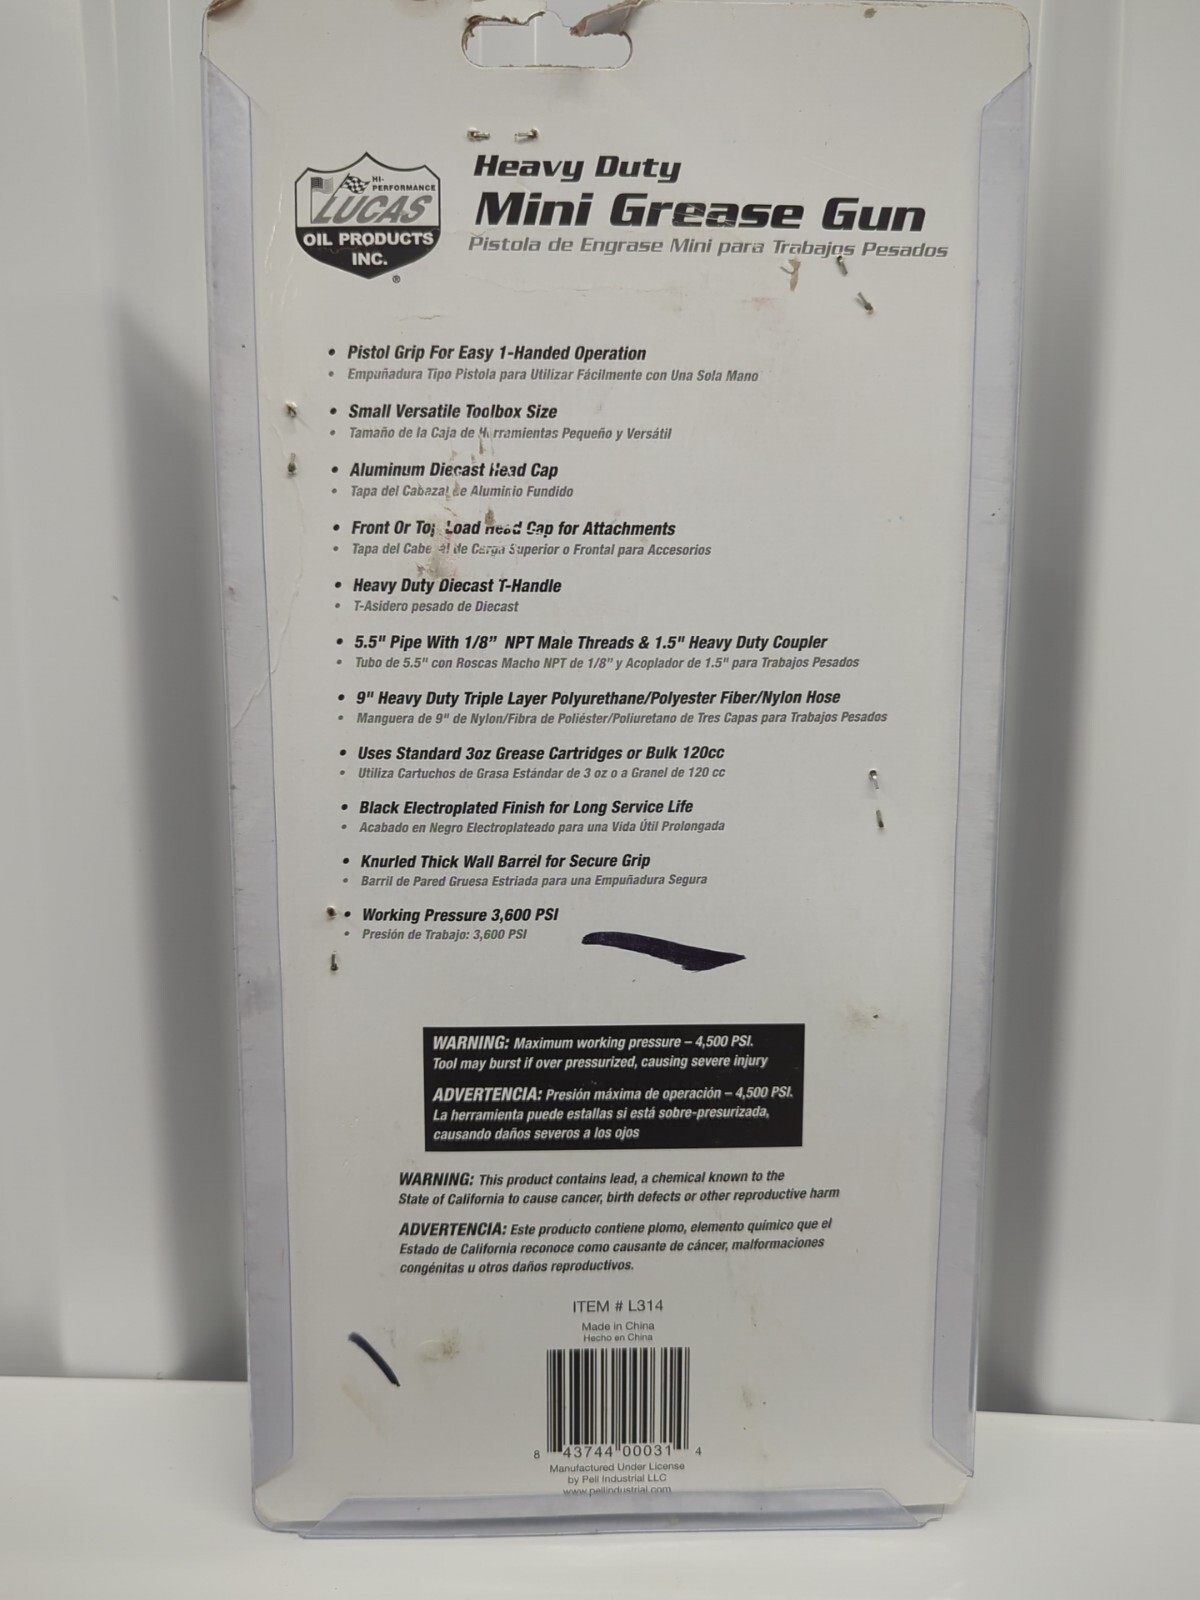 HI-
PERFORMANCE
LUCAS
OIL PRODUCTS
INC.
®
Heavy Duty
Mini Grease Gun
Pistola de Engrase Mini para Trabajos Pesados
• Pistol Grip For Easy 1-Handed Operation
• Empuñadura Tipo Pistola para Utilizar Fácilmente con Una Sola Mano
• Small Versatile Toolbox Size
• Tamaño de la Caja de Herramientas Pequeño y Versátil
• Aluminum Diecast Head Cap
• Tapa del Cabazal de Aluminio Fundido
• Front Or Top Load Head Cap for Attachments
• Tapa del Cabezal de Carga Superior o Frontal para Accesorios
• Heavy Duty Diecast T-Handle
• T-Asidero pesado de Diecast
• 5.5" Pipe With 1/8” NPT Male Threads & 1.5" Heavy Duty Coupler
• Tubo de 5.5" con Roscas Macho NPT de 1/8" y Acoplador de 1.5" para Trabajos Pesados
• 9" Heavy Duty Triple Layer Polyurethane/Polyester Fiber/Nylon Hose
• Manguera de 9" de Nylon/Fibra de Poliéster/Poliuretano de Tres Capas para Trabajos Pesados
• Uses Standard 3oz Grease Cartridges or Bulk 120cc
• Utiliza Cartuchos de Grasa Estándar de 3 oz o a Granel de 120 cc
• Black Electroplated Finish for Long Service Life
• Acabado en Negro Electroplateado para una Vida Útil Prolongada
• Knurled Thick Wall Barrel for Secure Grip
• Barril de Pared Gruesa Estriada para una Empuñadura Segura
• Working Pressure 3,600 PSI
• Presión de Trabajo: 3,600 PSI
WARNING: Maximum working pressure – 4,500 PSI.
Tool may burst if over pressurized, causing severe injury
ADVERTENCIA: Presión máxima de operación – 4,500 PSI.
La herramienta puede estallas si está sobre-presurizada,
causando daños severos a los ojos
WARNING: This product contains lead, a chemical known to the
State of California to cause cancer, birth defects or other reproductive harm
ADVERTENCIA: Este producto contiene plomo, elemento químico que el
Estado de California reconoce como causante de cáncer, malformaciones
congénitas u otros daños reproductivos.
ITEM # L314
Made in China
Hecho en China
8 43744 00031 4
Manufactured Under License
by Pell Industrial LLC
www.pellindustrial.com